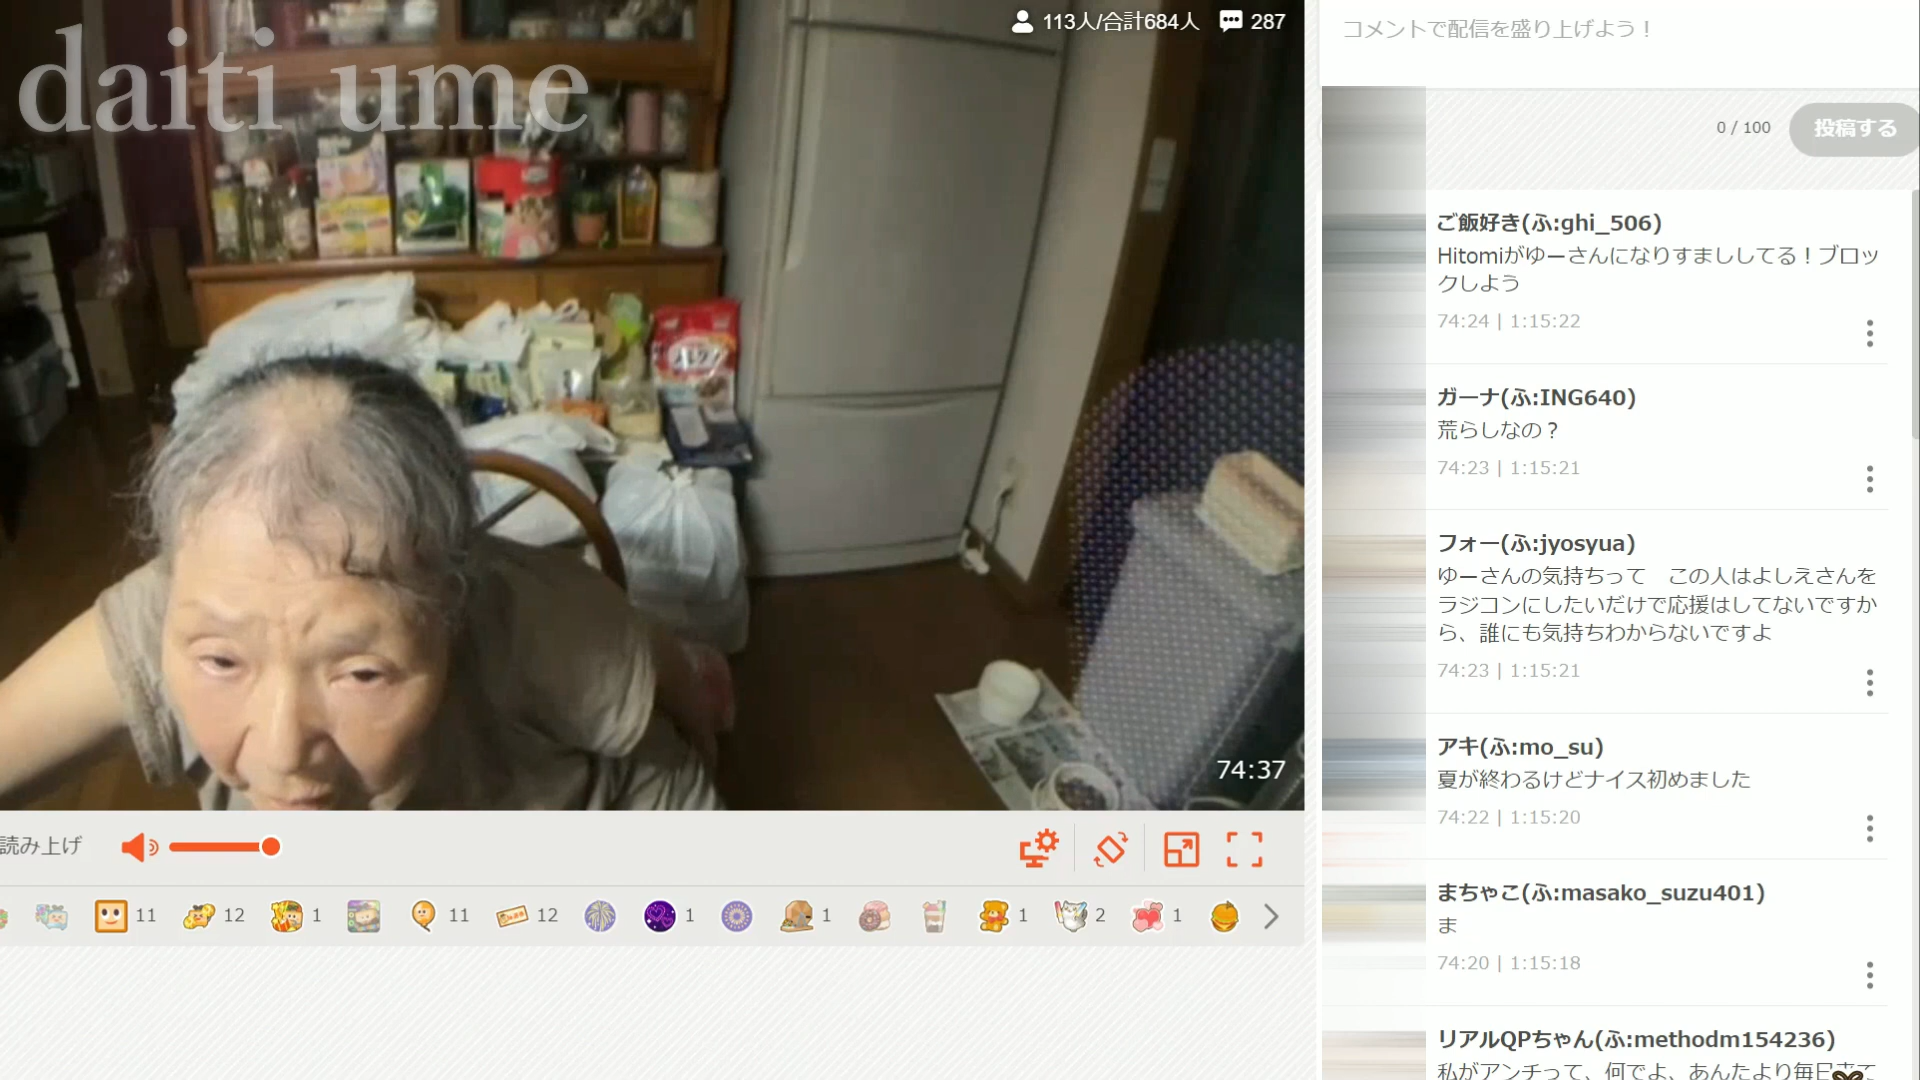 daiti ume
113人/合計684人 287
74:37
読み上げ
11 12 1 11 12 1 1 1 2 1
コメントで配信を盛り上げよう！
0 / 100 投稿する
ご飯好き(ふ:ghi_506)
Hitomiがゆーさんになりすまししてる！ブロッ
クしよう
74:24 | 1:15:22
ガーナ(ふ:ING640)
荒らしなの？
74:23 | 1:15:21
フォー(ふ:jyosyua)
ゆーさんの気持ちって　この人はよしえさんを
ラジコンにしたいだけで応援はしてないですか
ら、誰にも気持ちわからないですよ
74:23 | 1:15:21
アキ(ふ:mo_su)
夏が終わるけどナイス初めました
74:22 | 1:15:20
まちゃこ(ふ:masako_suzu401)
ま
74:20 | 1:15:18
リアルQPちゃん(ふ:methodm154236)
私がアンチって、何でよ、あんたより毎日